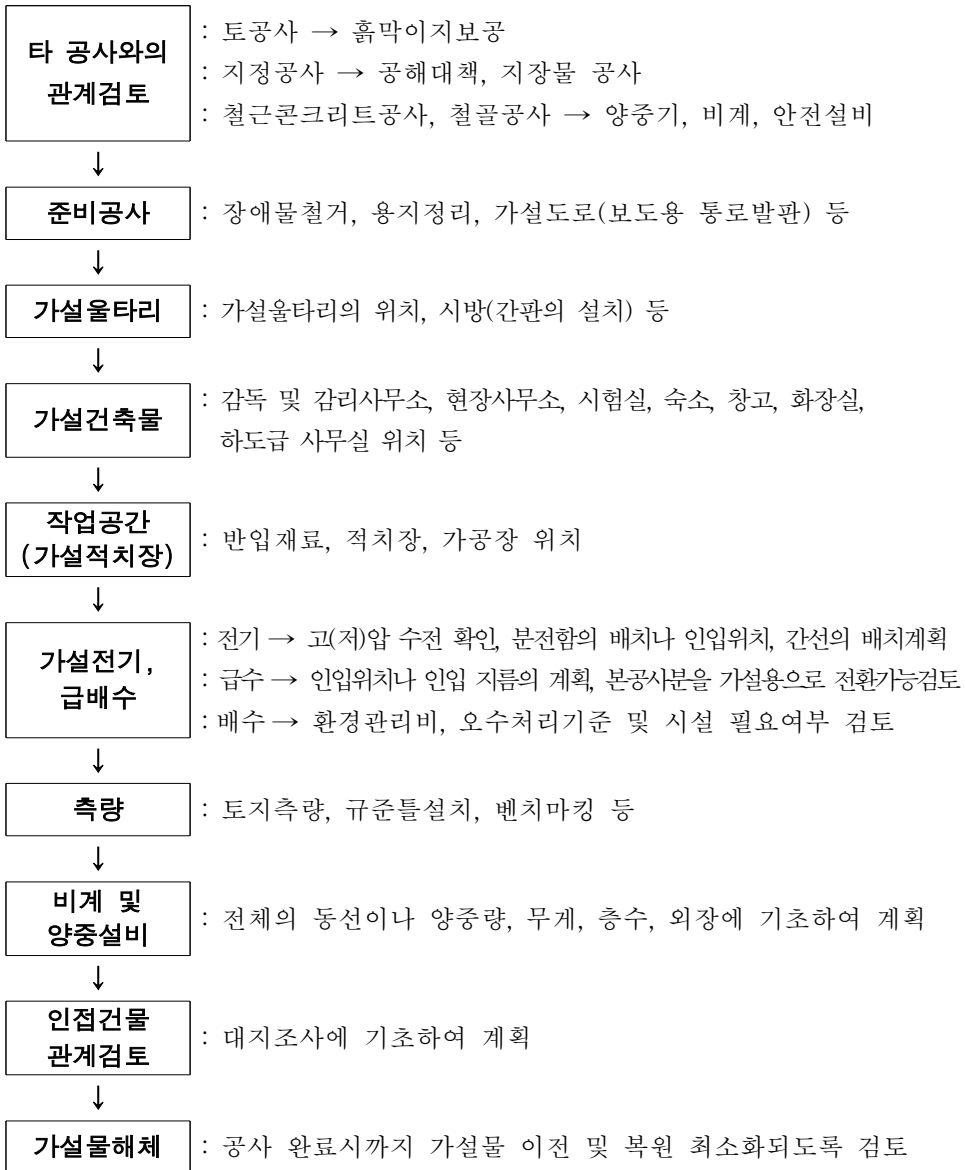 타 공사와의
관계검토
: 토공사 → 흙막이지보공
: 지정공사 → 공해대책, 지장물 공사
: 철근콘크리트공사, 철골공사 → 양중기, 비계, 안전설비
↓
준비공사 : 장애물철거, 용지정리, 가설도로(보도용 통로발판) 등
↓
가설울타리 : 가설울타리의 위치, 시방(간판의 설치) 등
↓
가설건축물
: 감독 및 감리사무소, 현장사무소, 시험실, 숙소, 창고, 화장실,
하도급 사무실 위치 등
↓
작업공간
(가설적치장)
: 반입재료, 적치장, 가공장 위치
↓
가설전기,
급배수
: 전기 → 고(저)압 수전 확인, 분전함의 배치나 인입위치, 간선의 배치계획
: 급수 → 인입위치나 인입 지름의 계획, 본공사분을 가설용으로 전환가능검토
: 배수 → 환경관리비, 오수처리기준 및 시설 필요여부 검토
↓
측량 : 토지측량, 규준틀설치, 벤치마킹 등
↓
비계 및
양중설비
: 전체의 동선이나 양중량, 무게, 층수, 외장에 기초하여 계획
↓
인접건물
관계검토
: 대지조사에 기초하여 계획
↓
가설물해체 : 공사 완료시까지 가설물 이전 및 복원 최소화되도록 검토